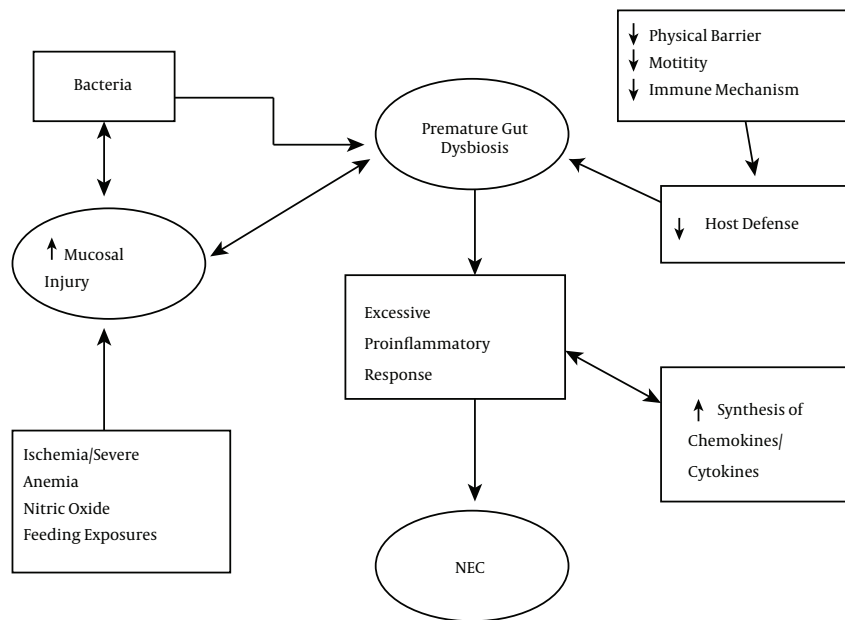 Bacteria
Premature Gut
Dysbiosis
↓ Physical Barrier
↓ Motitity
↓ Immune Mechanism
↓ Host Defense
↑ Mucosal
Injury
Excessive
Proinflammatory
Response
↑ Synthesis of
Chemokines/
Cytokines
Ischemia/Severe
Anemia
Nitric Oxide
Feeding Exposures
NEC